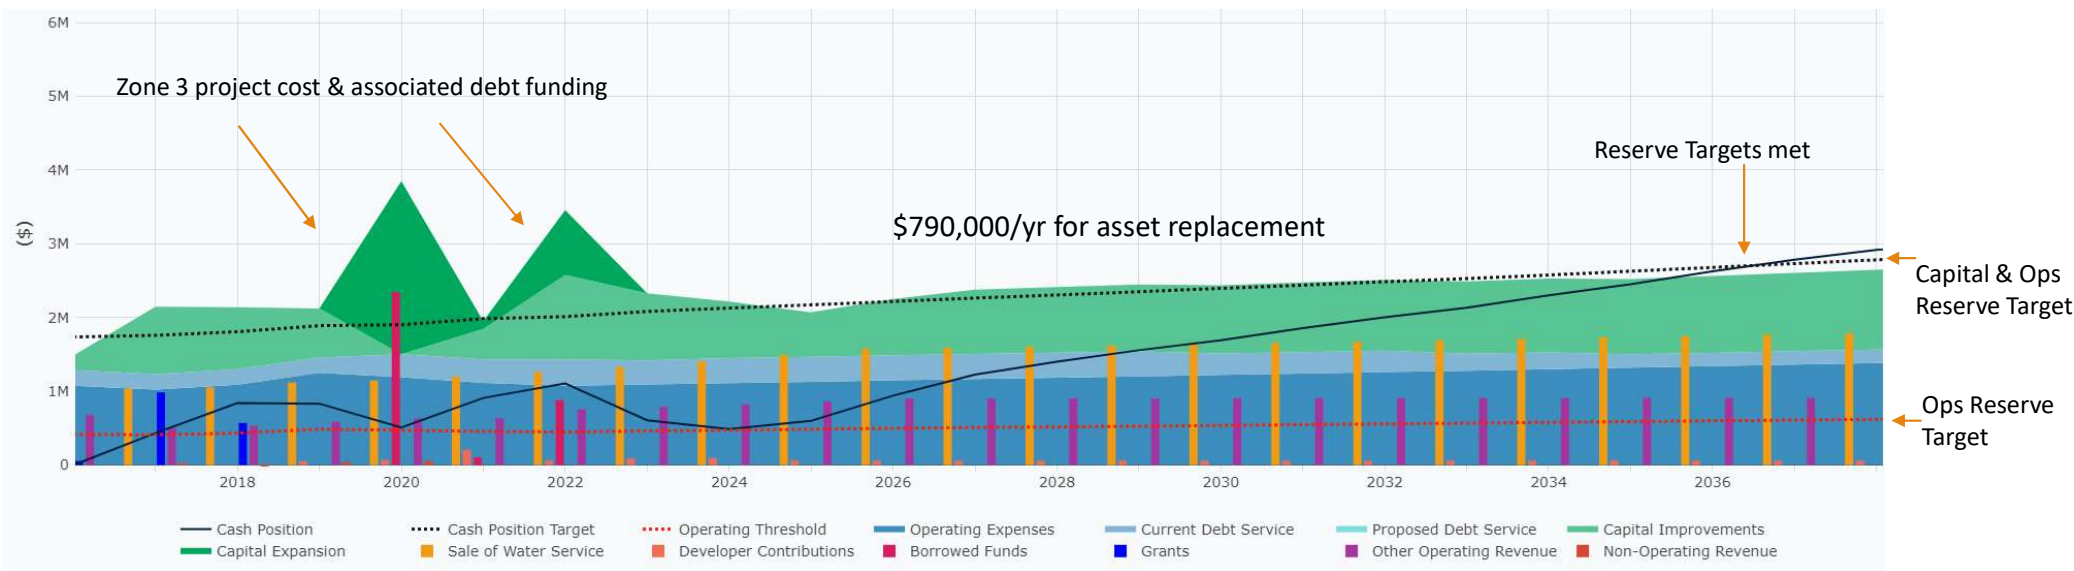 6M
Zone 3 project cost & associated debt funding
5M
Reserve Targets met
4M
$790,000/yr for asset replacement
($)
3M
Capital & Ops
Reserve Target
2M
1M
Ops Reserve
Target
0
2018 2020 2022 2024 2026 2028 2030 2032 2034 2036
Cash Position Cash Position Target Operating Threshold Operating Expenses Current Debt Service Proposed Debt Service Capital Improvements
Capital Expansion Sale of Water Service Developer Contributions Borrowed Funds Grants Other Operating Revenue Non-Operating Revenue